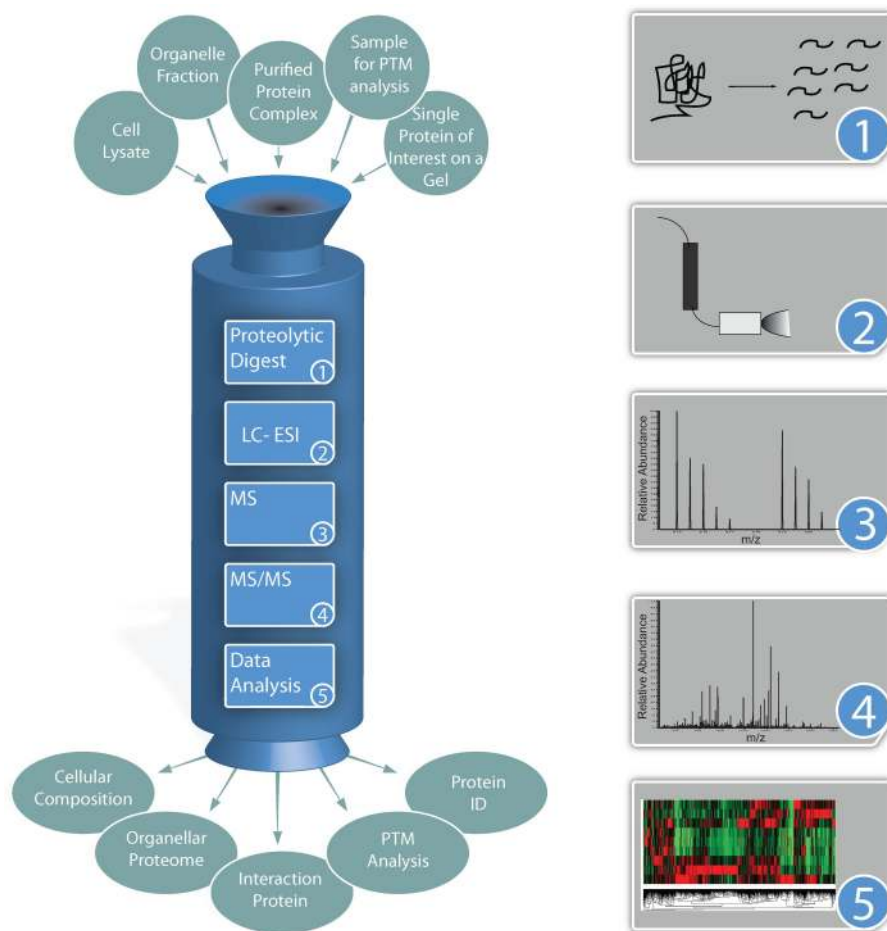 Organelle
Fraction
Purified
Protein
Complex
Sample
for PTM
analysis
Cell
Lysate
Single
Protein of
Interest on a
Gel
Proteolytic
Digest
1
LC- ESI
2
MS
3
MS/MS
4
Data
Analysis
5
Cellular
Composition
Organellar
Proteome
Interaction
Protein
PTM
Analysis
Protein
ID
1
2
Relative Abundance
m/z
3
Relative Abundance
m/z
4
5